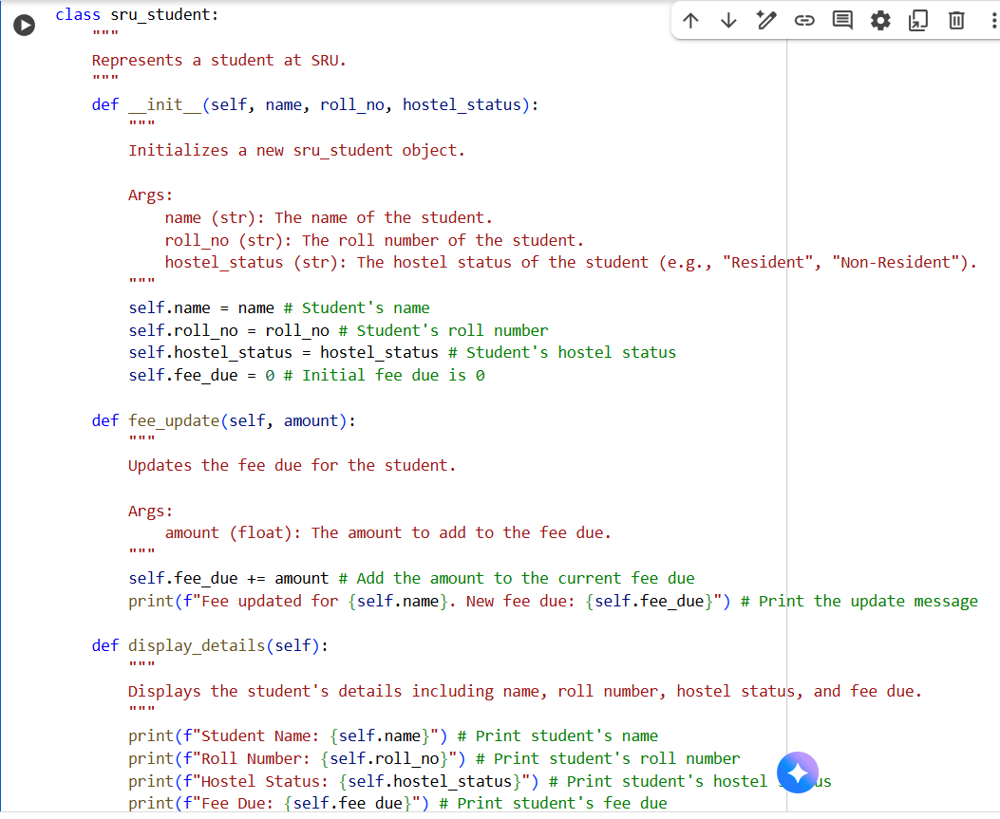 class sru_student:
    """
    Represents a student at SRU.
    """
    def __init__(self, name, roll_no, hostel_status):
        """
        Initializes a new sru_student object.

        Args:
            name (str): The name of the student.
            roll_no (str): The roll number of the student.
            hostel_status (str): The hostel status of the student (e.g., "Resident", "Non-Resident").
        """
        self.name = name # Student's name
        self.roll_no = roll_no # Student's roll number
        self.hostel_status = hostel_status # Student's hostel status
        self.fee_due = 0 # Initial fee due is 0

    def fee_update(self, amount):
        """
        Updates the fee due for the student.

        Args:
            amount (float): The amount to add to the fee due.
        """
        self.fee_due += amount # Add the amount to the current fee due
        print(f"Fee updated for {self.name}. New fee due: {self.fee_due}") # Print the update message

    def display_details(self):
        """
        Displays the student's details including name, roll number, hostel status, and fee due.
        """
        print(f"Student Name: {self.name}") # Print student's name
        print(f"Roll Number: {self.roll_no}") # Print student's roll number
        print(f"Hostel Status: {self.hostel_status}") # Print student's hostel status
        print(f"Fee Due: {self.fee_due}") # Print student's fee due